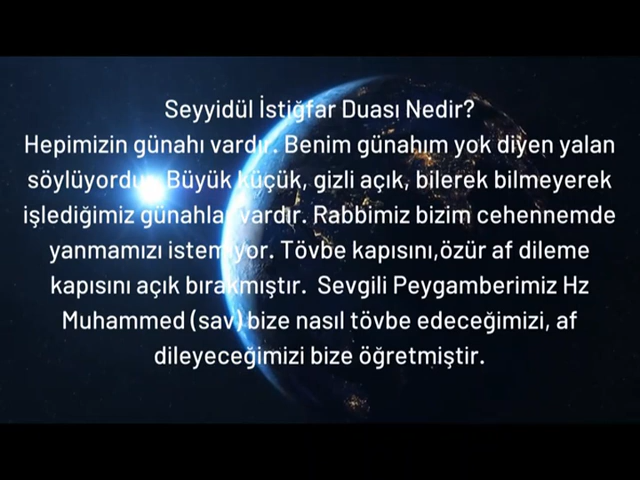 Seyyidül İstiğfar Duası Nedir?
Hepimizin günahı vardır. Benim günahım yok diyen yalan
söylüyordur. Büyük küçük, gizli açık, bilerek bilmeyerek
işlediğimiz günahlar vardır. Rabbimiz bizim cehennemde
yanmamızı istemiyor. Tövbe kapısını,özür af dileme
kapısını açık bırakmıştır. Sevgili Peygamberimiz Hz
Muhammed (sav) bize nasıl tövbe edeceğimizi, af
dileyeceğimizi bize öğretmiştir.